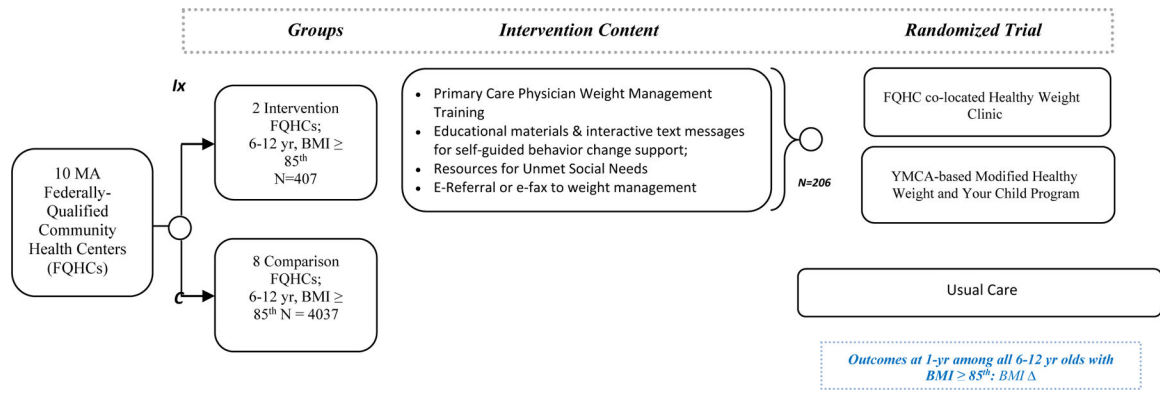 Groups
Intervention Content
Randomized Trial
Ix
10 MA
Federally-
Qualified
Community
Health Centers
(FQHCs)
2 Intervention
FQHCs;
6-12 yr, BMI ≥
85th
N=407
• Primary Care Physician Weight Management
Training
• Educational materials & interactive text messages
for self-guided behavior change support;
• Resources for Unmet Social Needs
• E-Referral or e-fax to weight management
N=206
FQHC co-located Healthy Weight
Clinic
YMCA-based Modified Healthy
Weight and Your Child Program
C
8 Comparison
FQHCs;
6-12 yr, BMI ≥
85th N = 4037
Usual Care
Outcomes at 1-yr among all 6-12 yr olds with
BMI ≥ 85th: BMI Δ